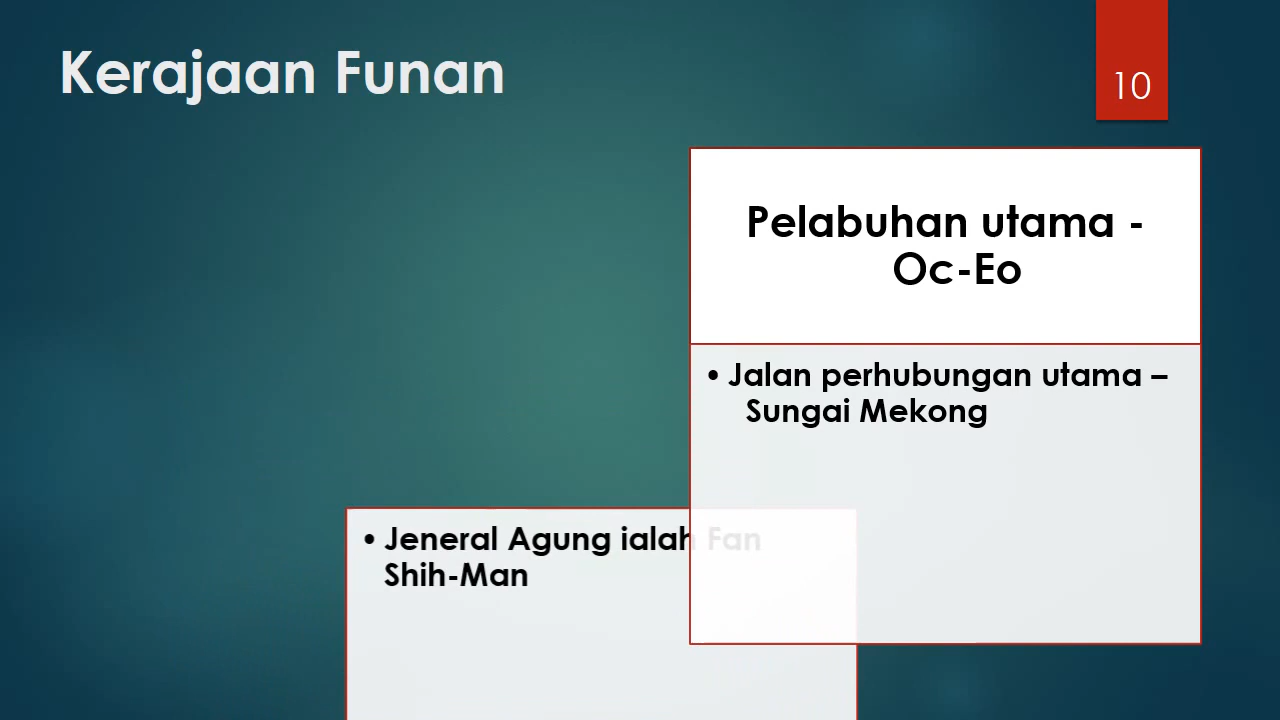 Kerajaan Funan
10
Pelabuhan utama -
Oc-Eo
• Jalan perhubungan utama –
Sungai Mekong
• Jeneral Agung ialah Fan
Shih-Man